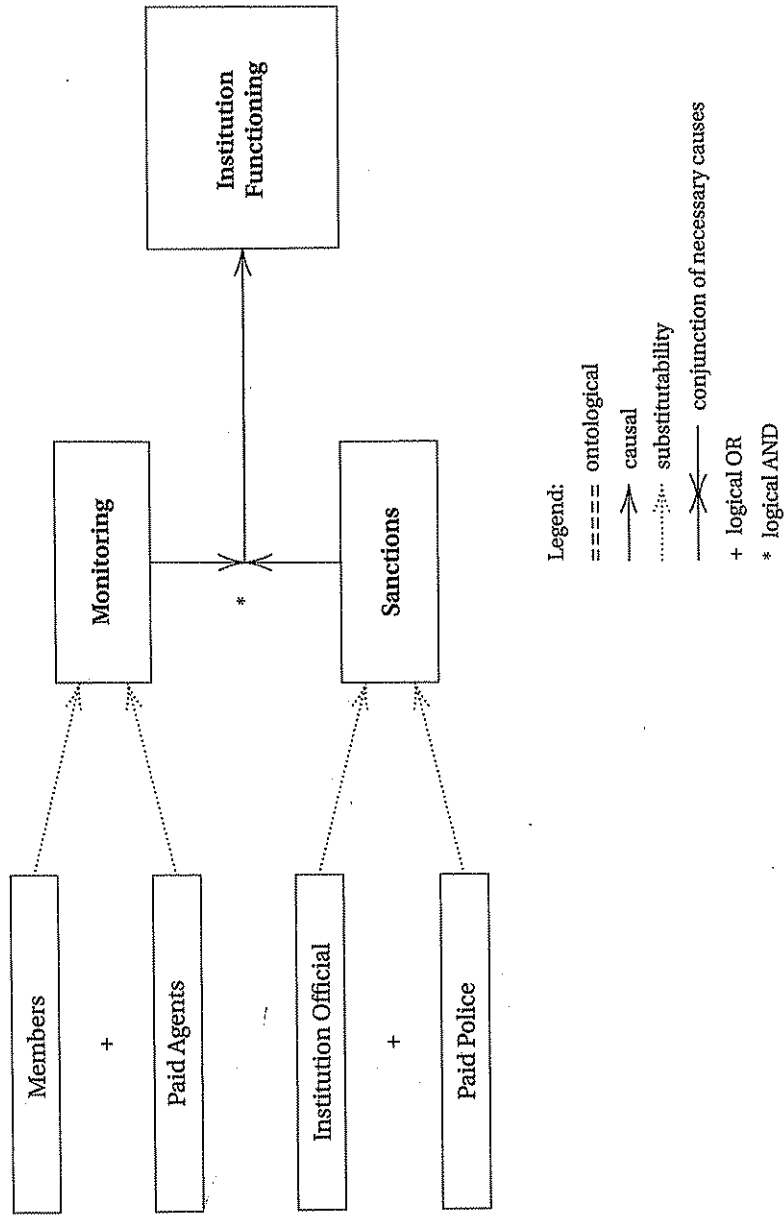 Members
+
Paid Agents
Institution Official
+
Paid Police
Monitoring
*
Sanctions
Institution
Functioning
Legend:
===== ontological
causal
substitutability
conjunction of necessary causes
+ logical OR
* logical AND